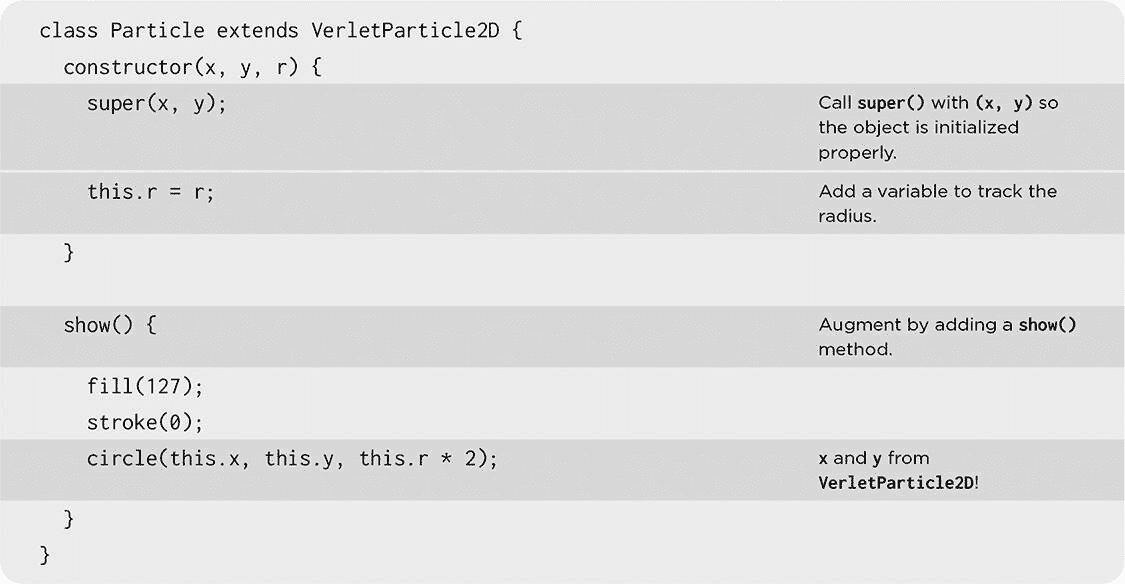 class Particle extends VerletParticle2D {
constructor(x, y, r) {
super(x, y);
Call super() with (x, y) so
the object is initialized
properly.
this.r = r;
Add a variable to track the
radius.
}
show() {
Augment by adding a show()
method.
fill(127);
stroke(0);
circle(this.x, this.y, this.r * 2);
x and y from
VerletParticle2D!
}
}